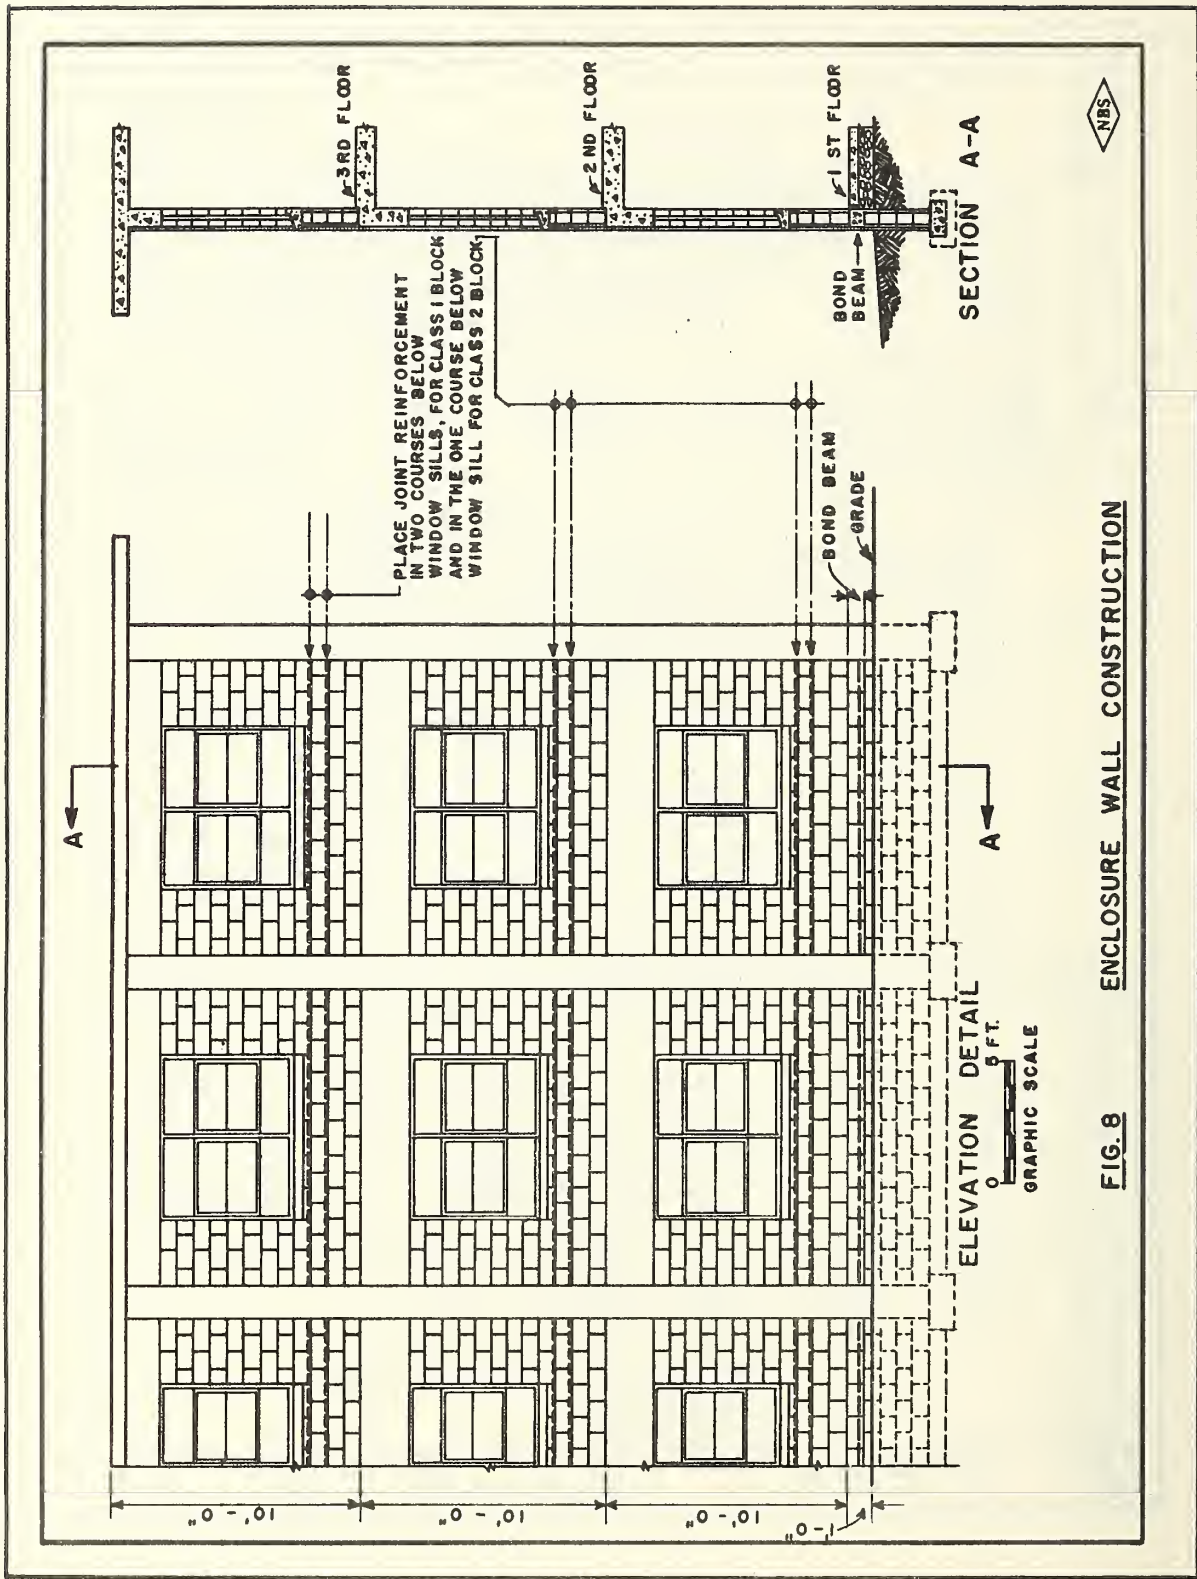 A
A
10'-0"
10'-0"
10'-0"
1'-0"
PLACE JOINT REINFORCEMENT
IN TWO COURSES BELOW
WINDOW SILLS, FOR CLASS 1 BLOCK
AND IN THE ONE COURSE BELOW
WINDOW SILL FOR CLASS 2 BLOCK
3RD FLOOR
2ND FLOOR
1ST FLOOR
BOND
BEAM
BOND BEAM
GRADE
SECTION A-A
ELEVATION DETAIL
0 5 FT.
GRAPHIC SCALE
FIG. 8 ENCLOSURE WALL CONSTRUCTION
NBS